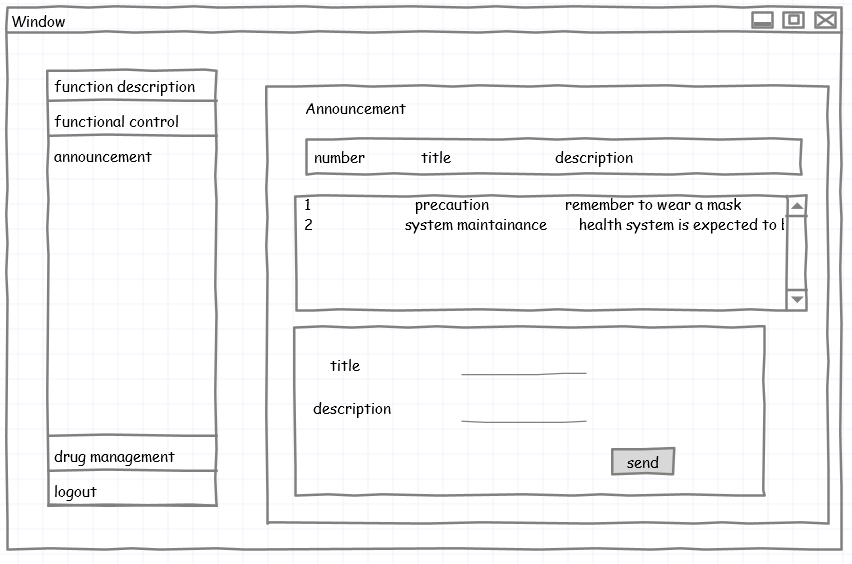 Window
function description
functional control
announcement
drug management
logout
Announcement
number title description
1 precaution remember to wear a mask
2 system maintainance health system is expected to
title
description
send